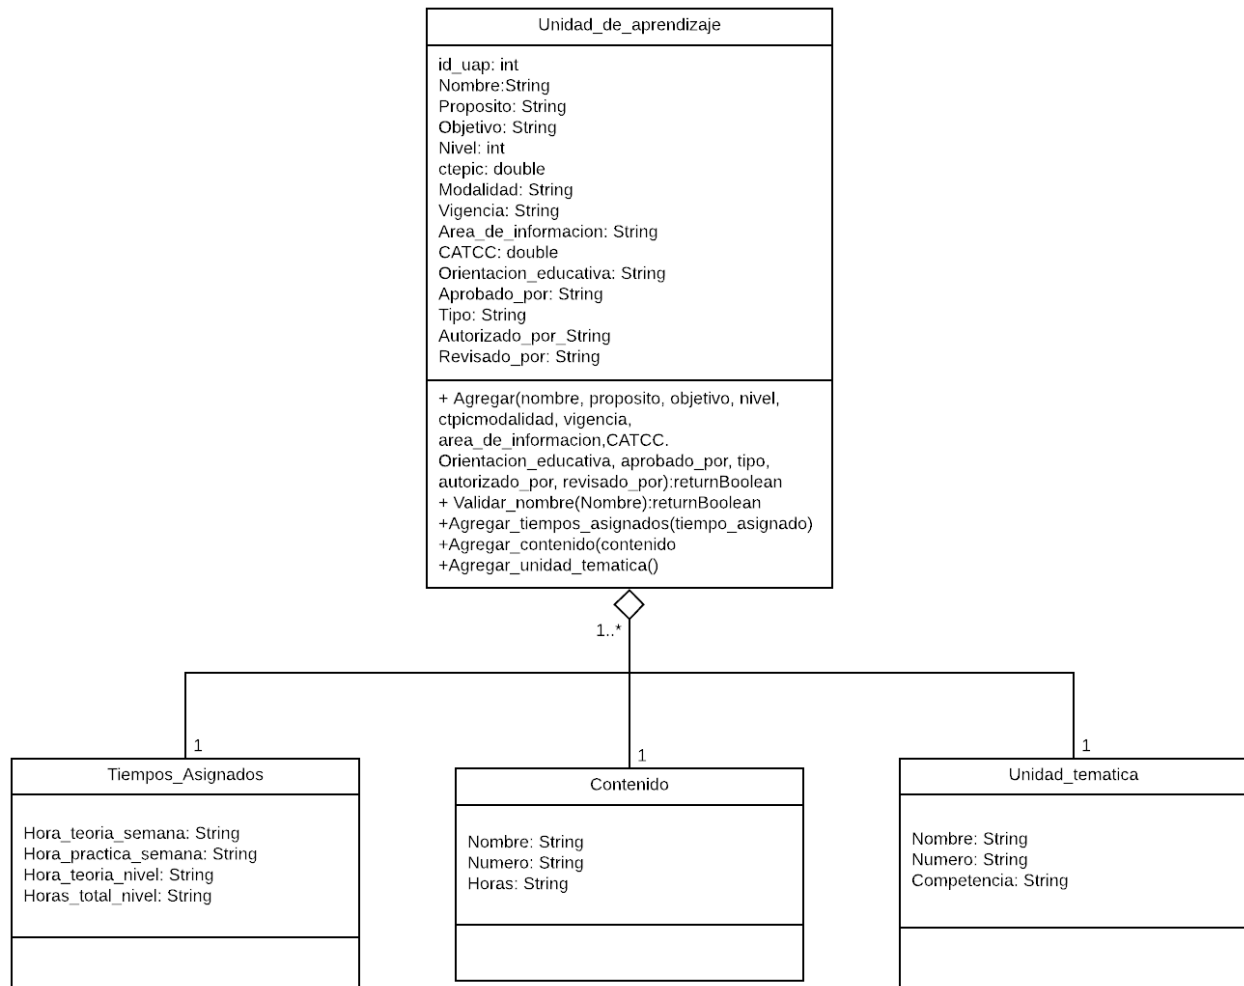 Unidad_de_aprendizaje
id_uap: int
Nombre:String
Proposito: String
Objetivo: String
Nivel: int
ctepic: double
Modalidad: String
Vigencia: String
Area_de_informacion: String
CATCC: double
Orientacion_educativa: String
Aprobado_por: String
Tipo: String
Autorizado_por_String
Revisado_por: String
+ Agregar(nombre, proposito, objetivo, nivel,
ctpicmodalidad, vigencia,
area_de_informacion,CATCC.
Orientacion_educativa, aprobado_por, tipo,
autorizado_por, revisado_por):returnBoolean
+ Validar_nombre(Nombre):returnBoolean
+Agregar_tiempos_asignados(tiempo_asignado)
+Agregar_contenido(contenido
+Agregar_unidad_tematica()
1..*
1
Tiempos_Asignados
Hora_teoria_semana: String
Hora_practica_semana: String
Hora_teoria_nivel: String
Horas_total_nivel: String
1
Contenido
Nombre: String
Numero: String
Horas: String
1
Unidad_tematica
Nombre: String
Numero: String
Competencia: String